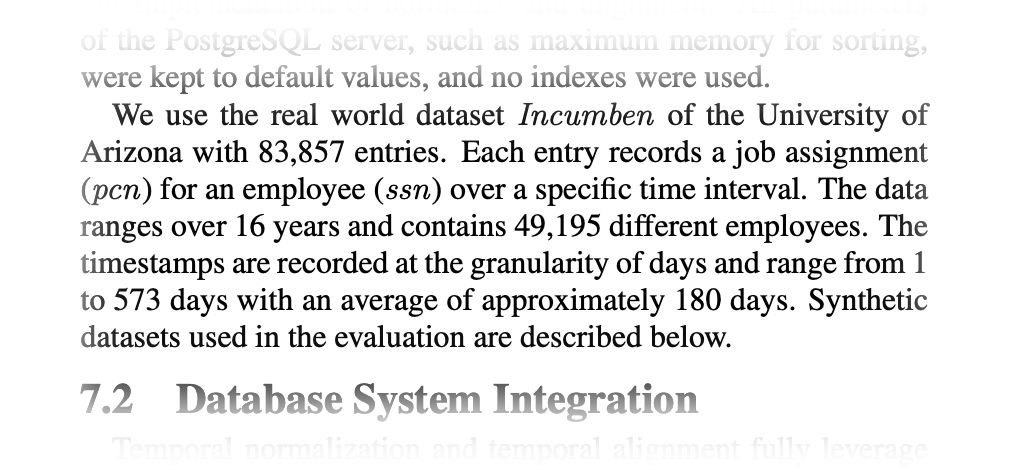 of the PostgreSQL server, such as maximum memory for sorting,
were kept to default values, and no indexes were used.
We use the real world dataset Incumben of the University of
Arizona with 83,857 entries. Each entry records a job assignment
(pcn) for an employee (ssn) over a specific time interval. The data
ranges over 16 years and contains 49,195 different employees. The
timestamps are recorded at the granularity of days and range from 1
to 573 days with an average of approximately 180 days. Synthetic
datasets used in the evaluation are described below.
7.2 Database System Integration
Temporal normalization and temporal alignment fully leverage